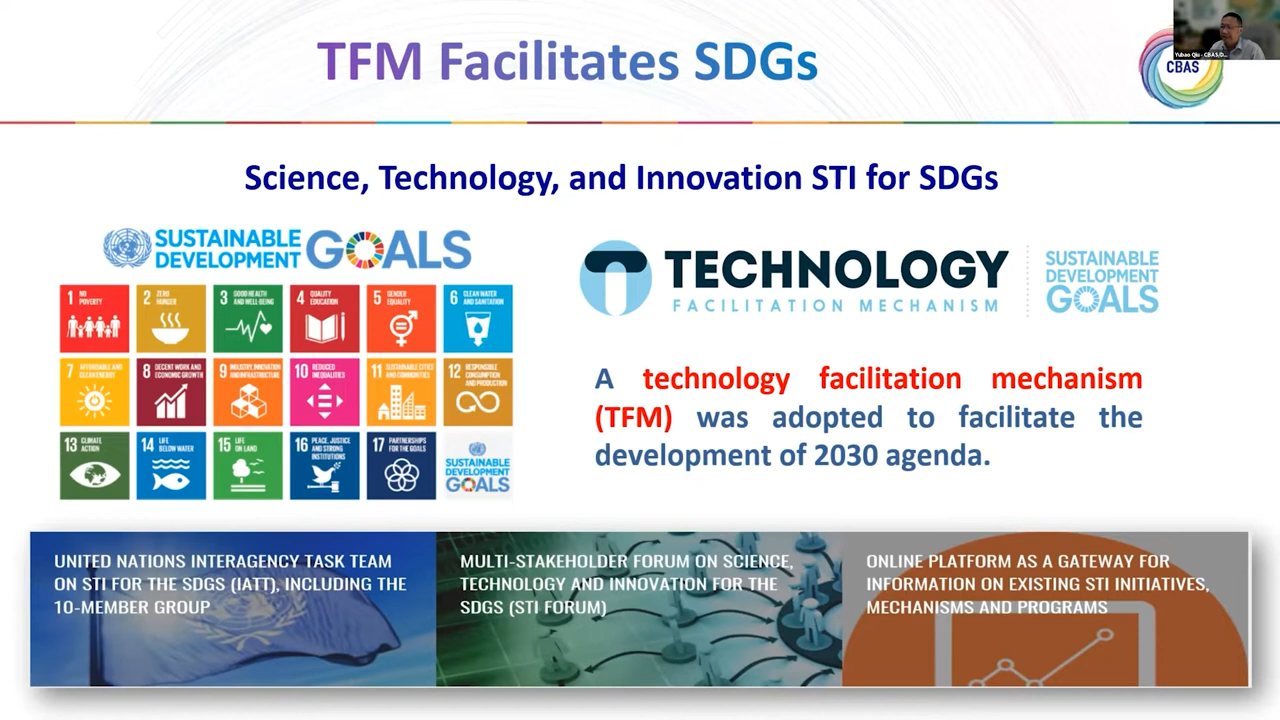 TFM Facilitates SDGs
CBAS
Yubao Qiu - CBAS/D...
Science, Technology, and Innovation STI for SDGs
SUSTAINABLE
DEVELOPMENT
GOALS
1 NO
POVERTY
2 ZERO
HUNGER
3 GOOD HEALTH
AND WELL-BEING
4 QUALITY
EDUCATION
5 GENDER
EQUALITY
6 CLEAN WATER
AND SANITATION
7 AFFORDABLE AND
CLEAN ENERGY
8 DECENT WORK AND
ECONOMIC GROWTH
9 INDUSTRY, INNOVATION
AND INFRASTRUCTURE
10 REDUCED
INEQUALITIES
11 SUSTAINABLE CITIES
AND COMMUNITIES
12 RESPONSIBLE
CONSUMPTION
AND PRODUCTION
13 CLIMATE
ACTION
14 LIFE
BELOW WATER
15 LIFE
ON LAND
16 PEACE, JUSTICE
AND STRONG
INSTITUTIONS
17 PARTNERSHIPS
FOR THE GOALS
SUSTAINABLE
DEVELOPMENT
GOALS
TECHNOLOGY
FACILITATION MECHANISM
SUSTAINABLE
DEVELOPMENT
GOALS
A technology facilitation mechanism
(TFM) was adopted to facilitate the
development of 2030 agenda.
UNITED NATIONS INTERAGENCY TASK TEAM
ON STI FOR THE SDGS (IATT), INCLUDING THE
10-MEMBER GROUP
MULTI-STAKEHOLDER FORUM ON SCIENCE,
TECHNOLOGY AND INNOVATION FOR THE
SDGS (STI FORUM)
ONLINE PLATFORM AS A GATEWAY FOR
INFORMATION ON EXISTING STI INITIATIVES,
MECHANISMS AND PROGRAMS